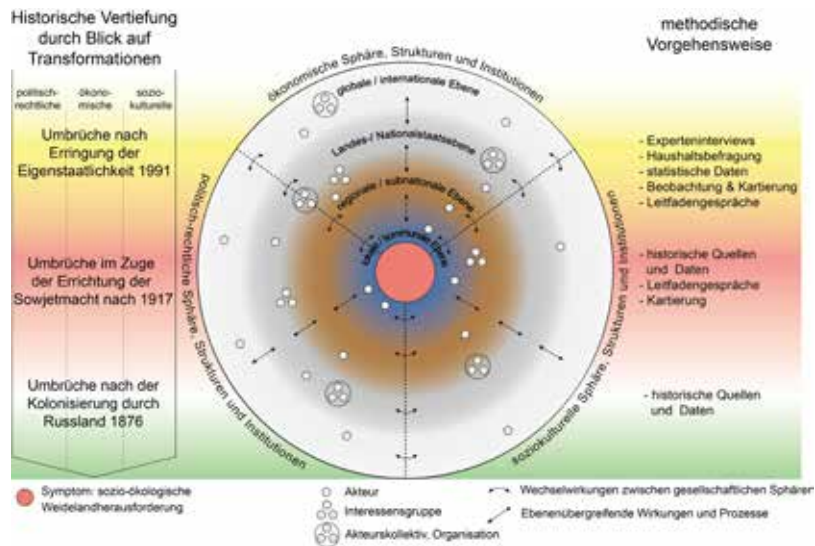 Historische Vertiefung
durch Blick auf
Transformationen
politisch-
rechtliche
ökono-
mische
sozio-
kulturelle
Umbrüche nach
Erringung der
Eigenstaatlichkeit 1991
Umbrüche im Zuge
der Errichtung der
Sowjetmacht nach 1917
Umbrüche nach der
Kolonisierung durch
Russland 1876
ökonomische Sphäre, Strukturen und Institutionen
globale / internationale Ebene
Landes-/ Nationalstaatsebene
regionale / subnationale Ebene
lokale / kommunale Ebene
politisch-rechtliche Sphäre, Strukturen und Institutionen
soziokulturelle Sphäre, Strukturen und Institutionen
methodische
Vorgehensweise
- Experteninterviews
- Haushaltsbefragung
- statistische Daten
- Beobachtung & Kartierung
- Leitfadengespräche
- historische Quellen
und Daten
- Leitfadengespräche
- Kartierung
- historische Quellen
und Daten
Symptom: sozio-ökologische
Weidelandherausforderung
Akteur
Interessensgruppe
Akteurskollektiv, Organisation
Wechselwirkungen zwischen gesellschaftlichen Sphären
Ebenenübergreifende Wirkungen und Prozesse